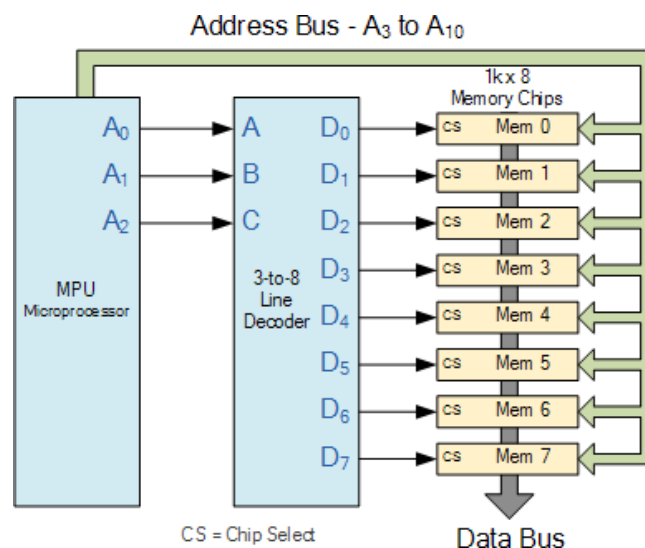 Address Bus - A₃ to A₁₀
1k x 8
Memory Chips
A₀
A₁
A₂
MPU
Microprocessor
A
B
C
3-to-8
Line
Decoder
D₀
D₁
D₂
D₃
D₄
D₅
D₆
D₇
cs Mem 0
cs Mem 1
cs Mem 2
cs Mem 3
cs Mem 4
cs Mem 5
cs Mem 6
cs Mem 7
CS = Chip Select
Data Bus